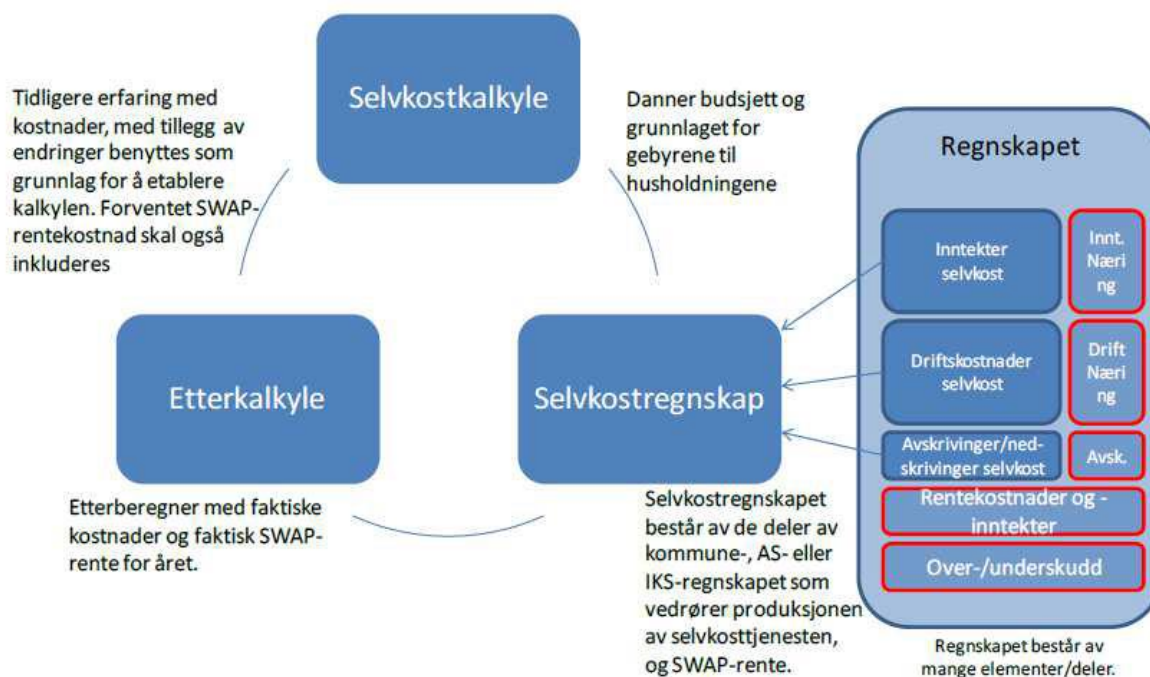 Selvkostkalkyle
Tidligere erfaring med
kostnader, med tillegg av
endringer benyttes som
grunnlag for å etablere
kalkylen. Forventet SWAP-
rentekostnad skal også
inkluderes
Danner budsjett og
grunnlaget for
gebyrene til
husholdningene
Etterkalkyle
Etterberegner med faktiske
kostnader og faktisk SWAP-
rente for året.
Selvkostregnskap
Selvkostregnskapet
består av de deler av
kommune-, AS- eller
IKS-regnskapet som
vedrører produksjonen
av selvkosttjenesten,
og SWAP-rente.
Regnskapet
Inntekter
selvkost
Innt.
Næri
ng
Driftskostnader
selvkost
Drift
Næri
ng
Avskrivinger/ned-
skrivinger selvkost
Avsk.
Rentekostnader og -
inntekter
Over-/underskudd
Regnskapet består av
mange elementer/deler.